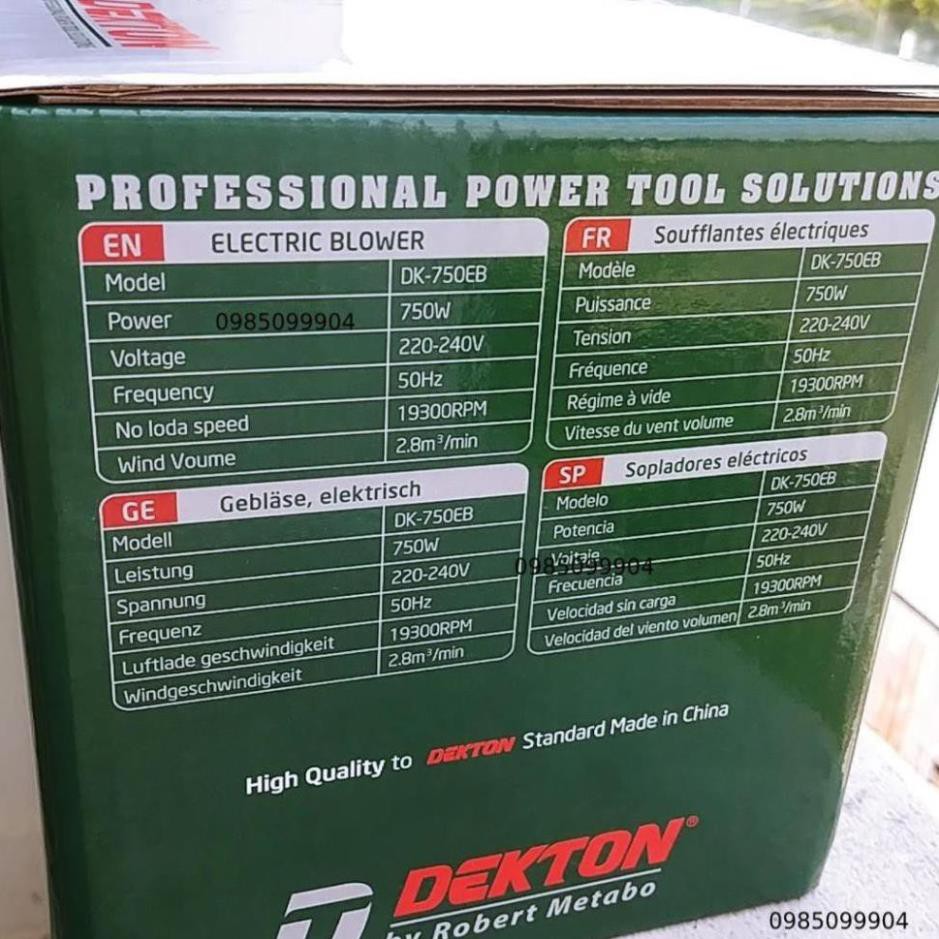 PROFESSIONAL POWER TOOL SOLUTIONS
EN ELECTRIC BLOWER
Model DK-750EB
Power 0985099904 750W
Voltage 220-240V
Frequency 50Hz
No loda speed 19300RPM
Wind Voume 2.8m³/min
FR Soufflantes électriques
Modèle DK-750EB
Puissance 750W
Tension 220-240V
Fréquence 50Hz
Régime à vide 19300RPM
Vitesse du vent volume 2.8m³/min
GE Gebläse, elektrisch
Modell DK-750EB
Leistung 750W
Spannung 220-240V
Frequenz 50Hz
Luftlade geschwindigkeit 19300RPM
Windgeschwindigkeit 2.8m³/min
SP Sopladores eléctricos
Modelo DK-750EB
Potencia 750W
Voitaje 220-240V
0985099904
Frecuencia 50Hz
Velocidad sin carga 19300RPM
Velocidad del viento volumen 2.8m³/min
High Quality to DEKTON Standard Made in China
DEKTON®
by Robert Metabo
0985099904